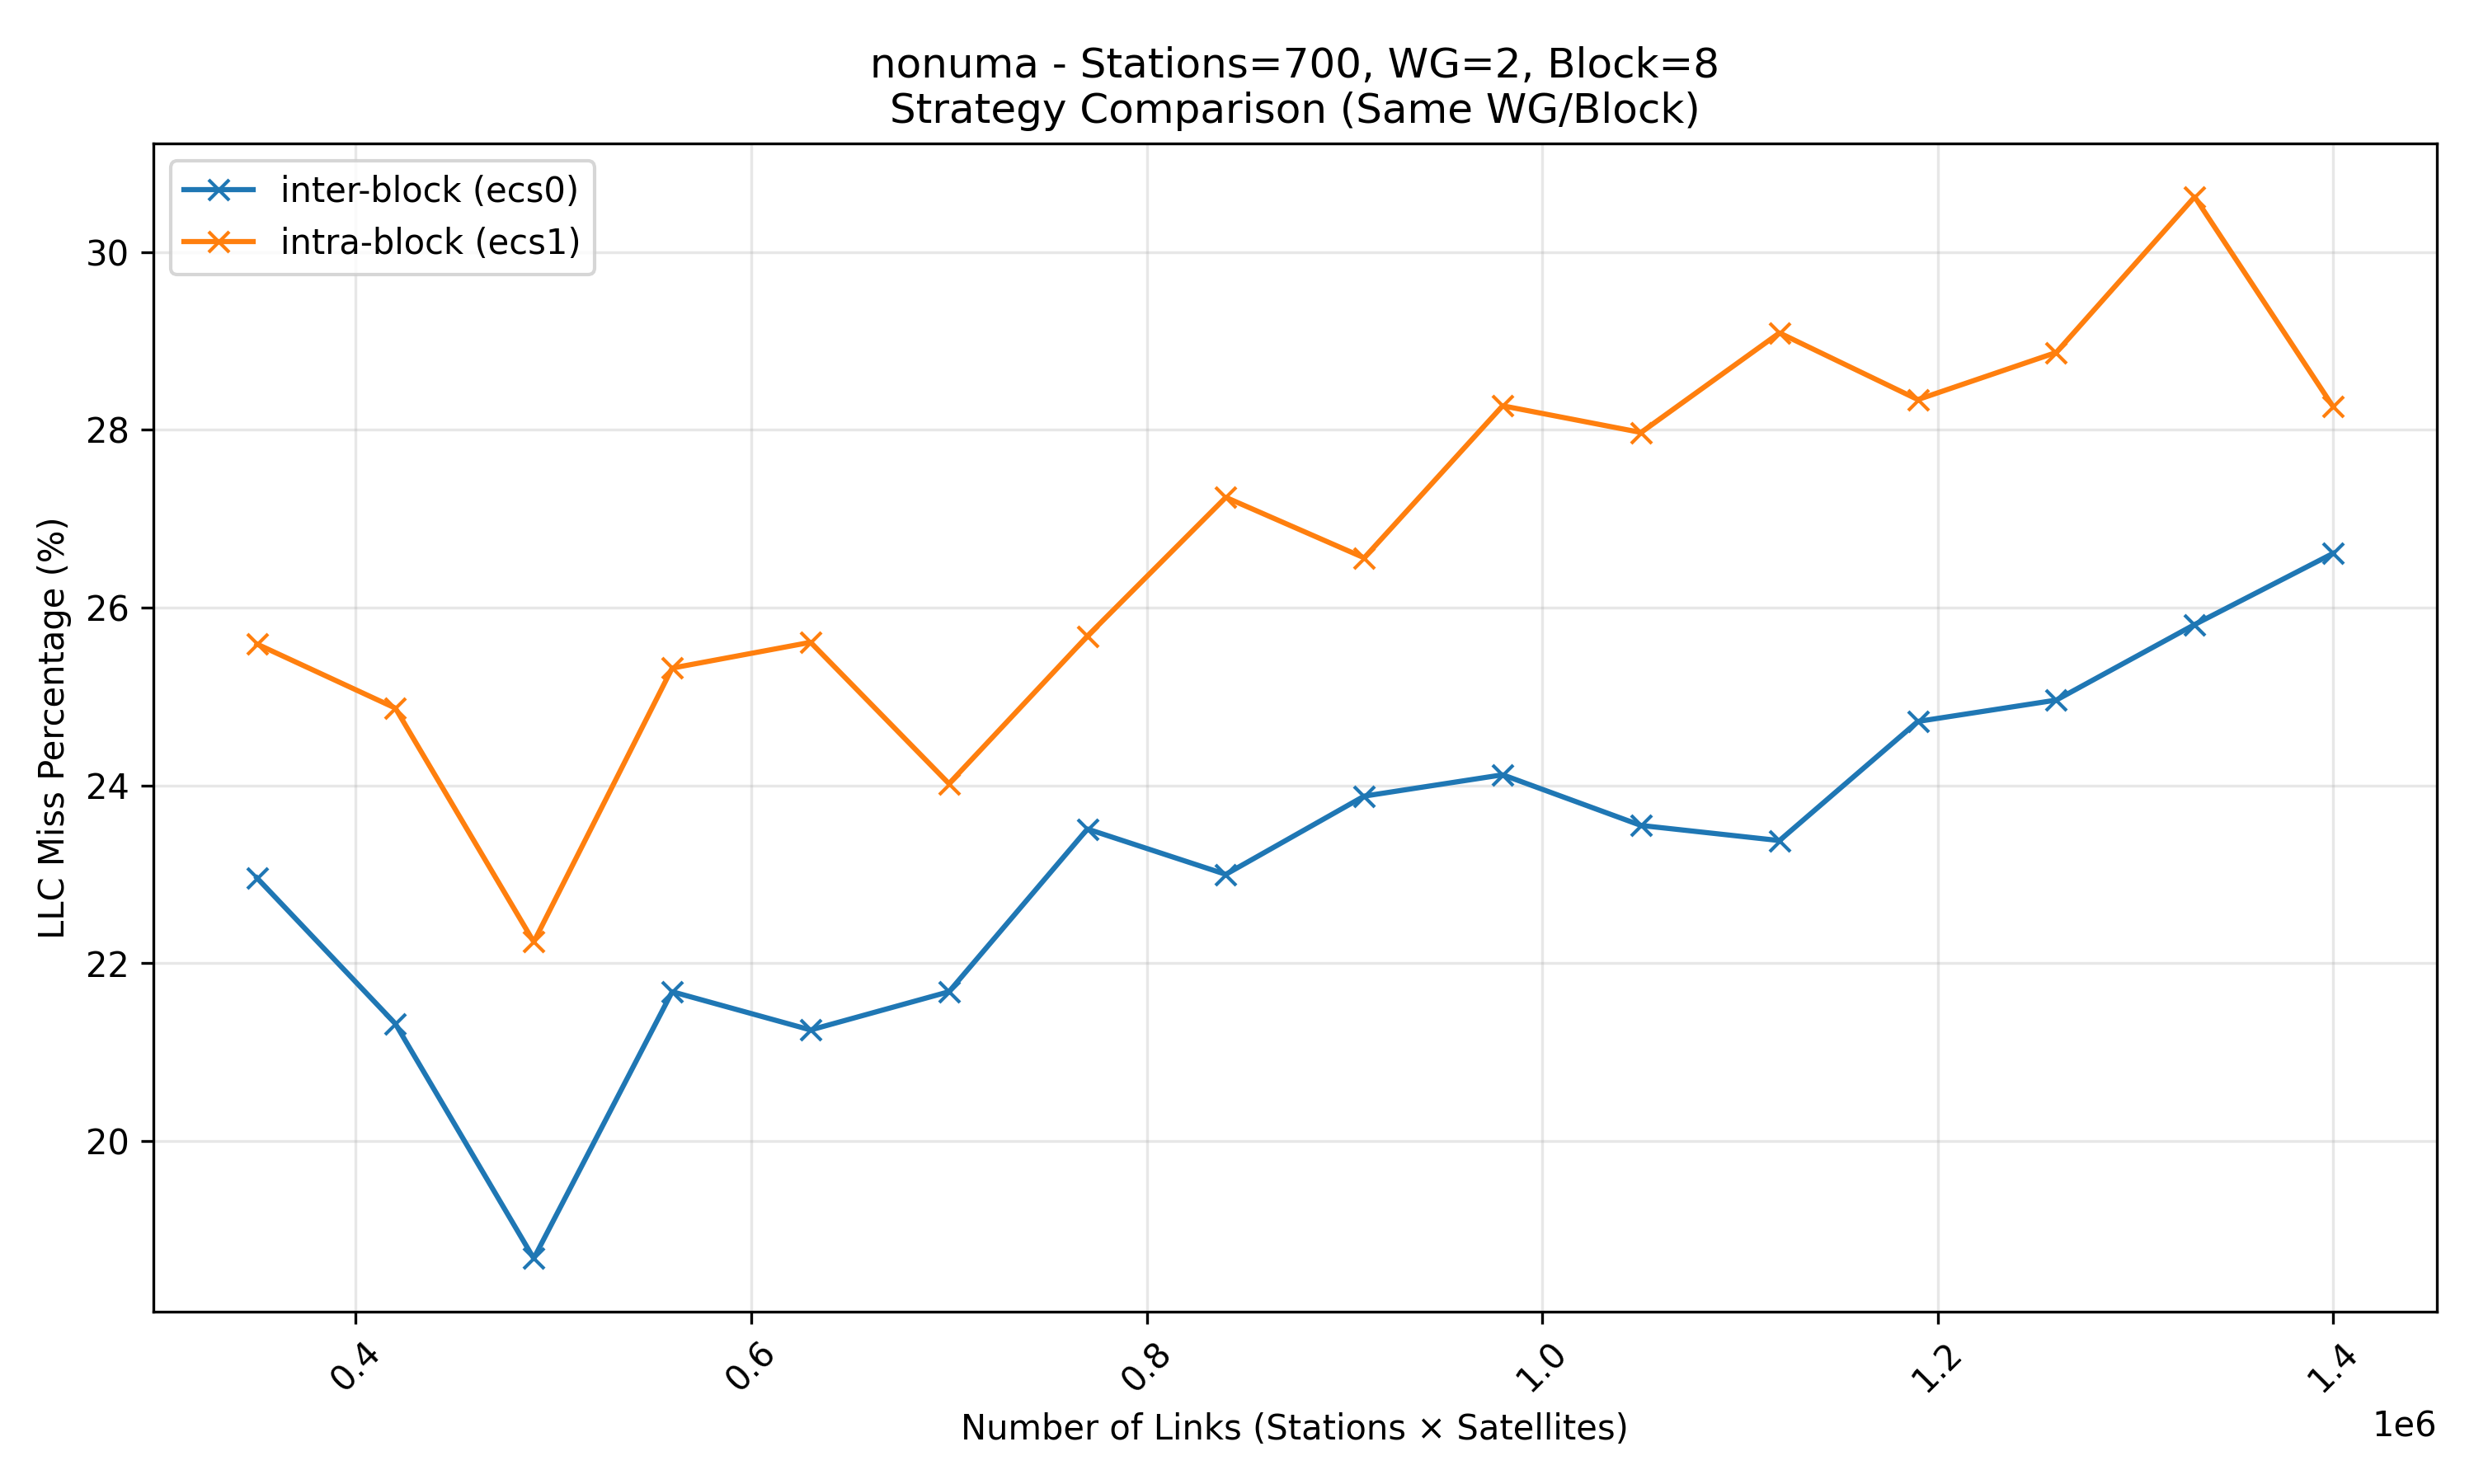 nonuma - Stations=700, WG=2, Block=8
Strategy Comparison (Same WG/Block)
inter-block (ecs0)
intra-block (ecs1)
LLC Miss Percentage (%)
30
28
26
24
22
20
0.4
0.6
0.8
1.0
1.2
1.4
1e6
Number of Links (Stations × Satellites)